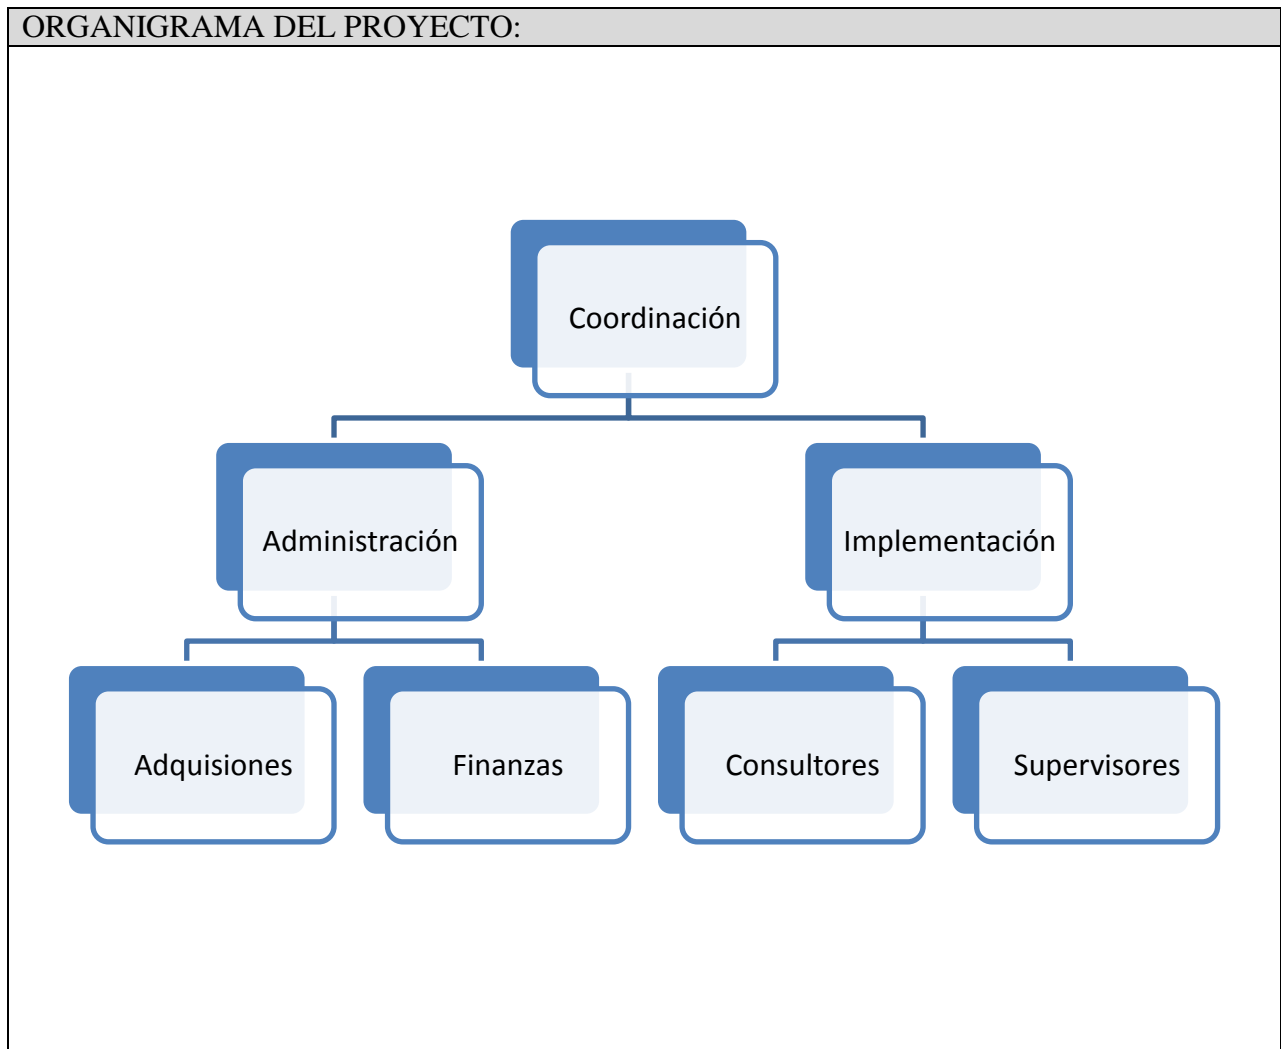 ORGANIGRAMA DEL PROYECTO:
Coordinación
Administración
Implementación
Adquisiones
Finanzas
Consultores
Supervisores